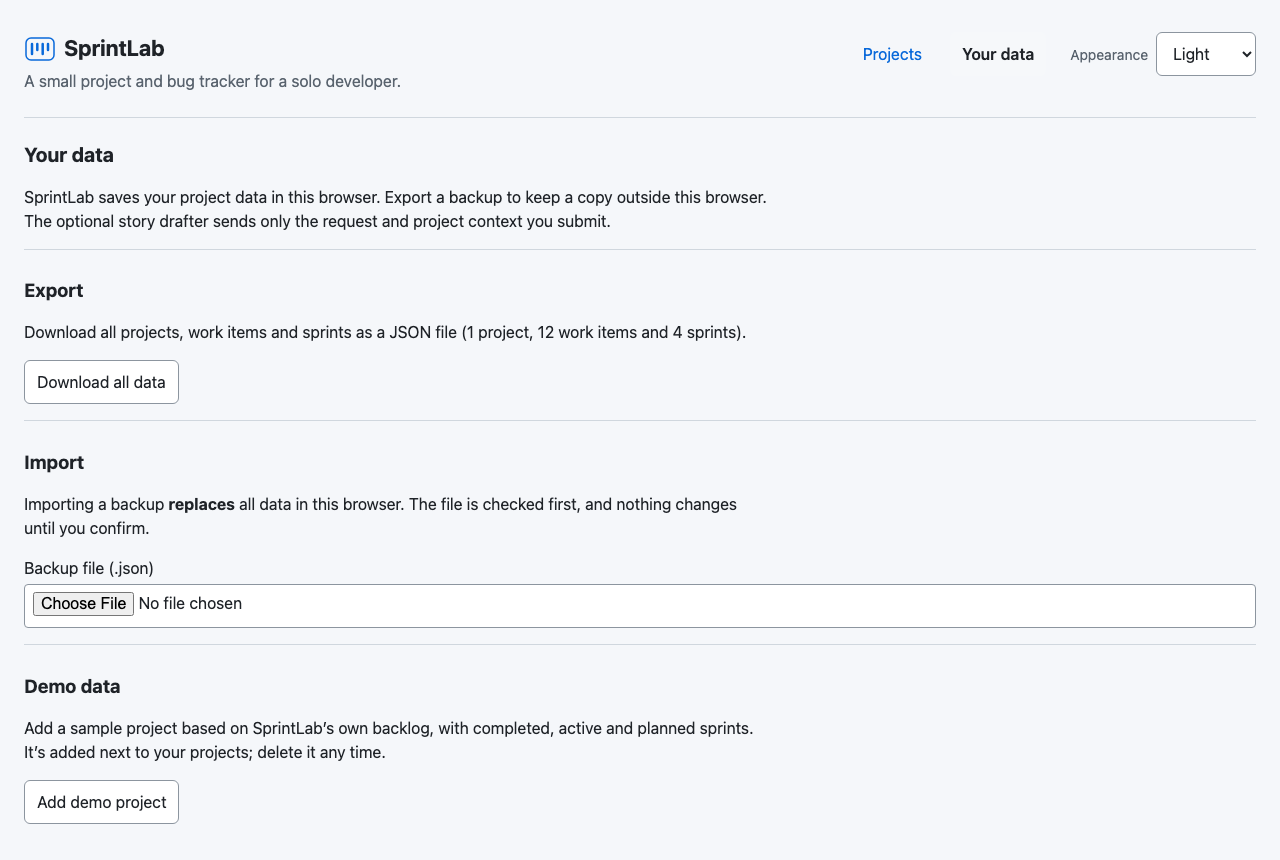 SprintLab
A small project and bug tracker for a solo developer.
Projects
Your data
Appearance
Light
Your data
SprintLab saves your project data in this browser. Export a backup to keep a copy outside this browser.
The optional story drafter sends only the request and project context you submit.
Export
Download all projects, work items and sprints as a JSON file (1 project, 12 work items and 4 sprints).
Download all data
Import
Importing a backup replaces all data in this browser. The file is checked first, and nothing changes
until you confirm.
Backup file (.json)
Choose File No file chosen
Demo data
Add a sample project based on SprintLab’s own backlog, with completed, active and planned sprints.
It’s added next to your projects; delete it any time.
Add demo project